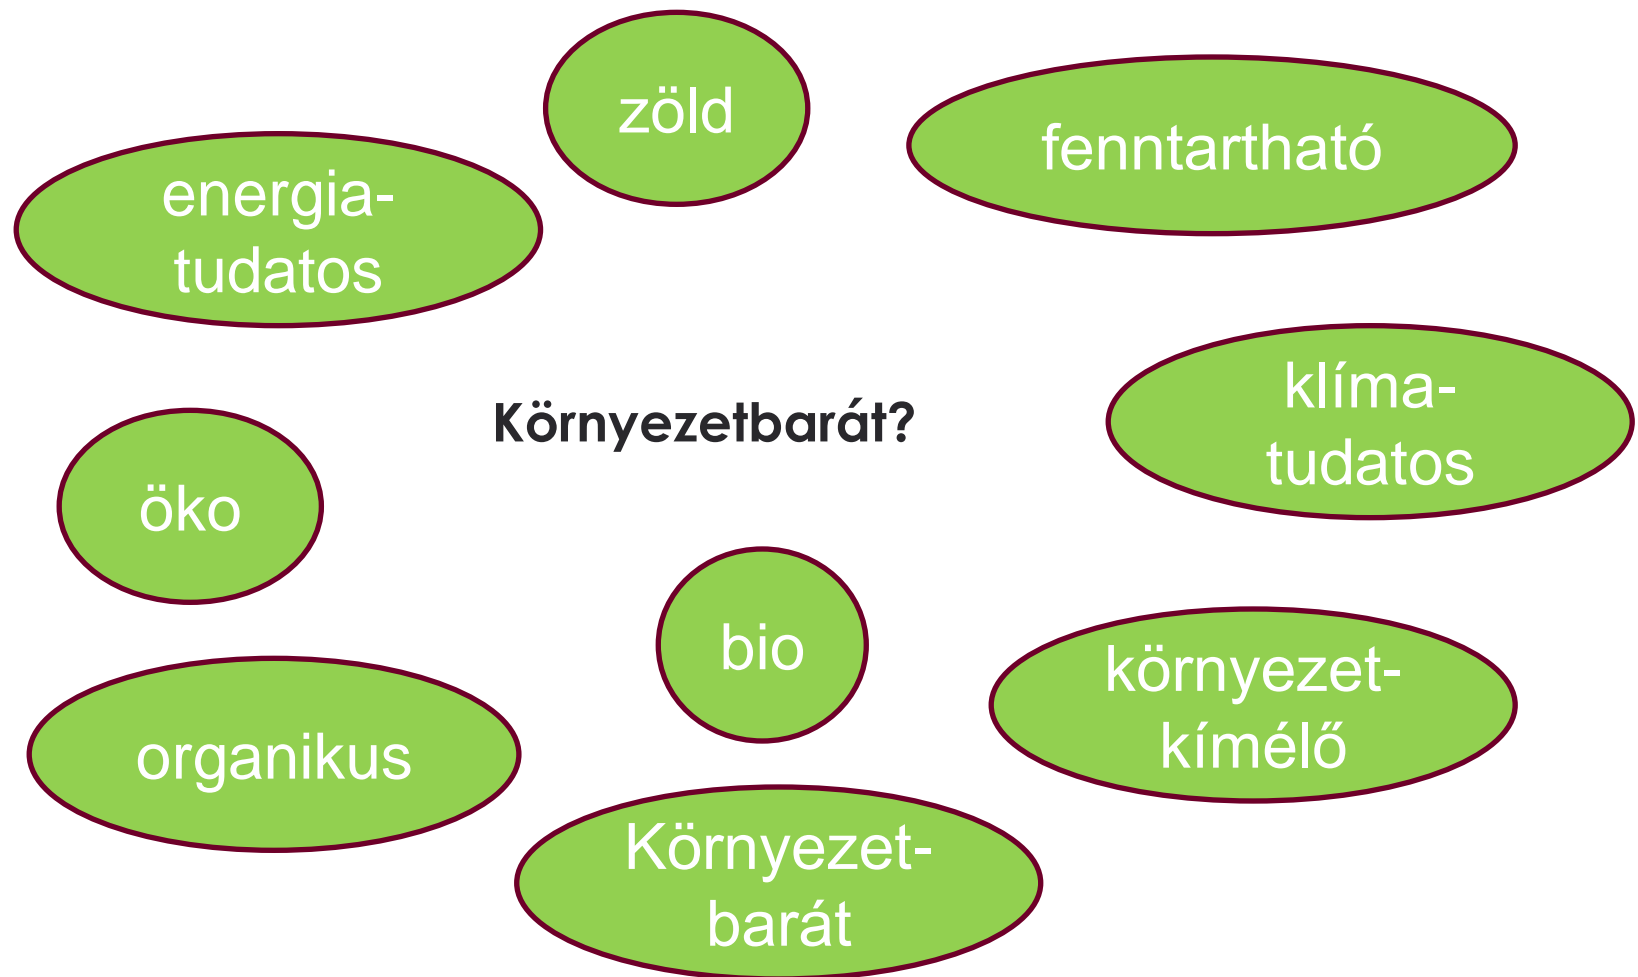 zöld
fenntartható
energia-
tudatos
Környezetbarát?
klíma-
tudatos
öko
bio
környezet-
kímélő
organikus
Környezet-
barát